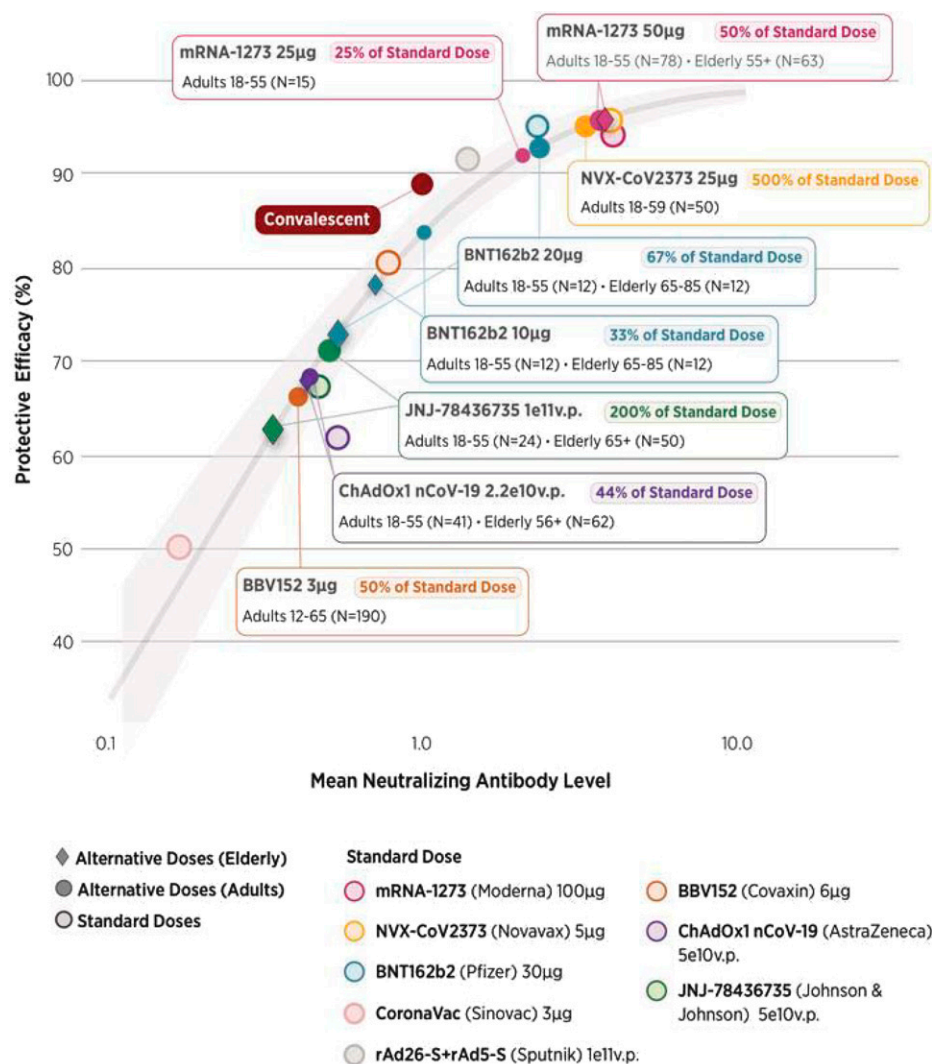 mRNA-1273 50µg 50% of Standard Dose
Adults 18-55 (N=78) • Elderly 55+ (N=63)
mRNA-1273 25µg 25% of Standard Dose
Adults 18-55 (N=15)
100
90
80
70
60
50
40
Protective Efficacy (%)
NVX-CoV2373 25µg 500% of Standard Dose
Adults 18-59 (N=50)
Convalescent
BNT162b2 20µg 67% of Standard Dose
Adults 18-55 (N=12) • Elderly 65-85 (N=12)
BNT162b2 10µg 33% of Standard Dose
Adults 18-55 (N=12) • Elderly 65-85 (N=12)
JNJ-78436735 1e11v.p. 200% of Standard Dose
Adults 18-55 (N=24) • Elderly 65+ (N=50)
ChAdOx1 nCoV-19 2.2e10v.p. 44% of Standard Dose
Adults 18-55 (N=41) • Elderly 56+ (N=62)
BBV152 3µg 50% of Standard Dose
Adults 12-65 (N=190)
0.1 1.0 10.0
Mean Neutralizing Antibody Level
Alternative Doses (Elderly)
Alternative Doses (Adults)
Standard Doses
Standard Dose
mRNA-1273 (Moderna) 100µg
NVX-CoV2373 (Novavax) 5µg
BNT162b2 (Pfizer) 30µg
CoronaVac (Sinovac) 3µg
rAd26-S+rAd5-S (Sputnik) 1e11v.p.
BBV152 (Covaxin) 6µg
ChAdOx1 nCoV-19 (AstraZeneca)
5e10v.p.
JNJ-78436735 (Johnson &
Johnson) 5e10v.p.